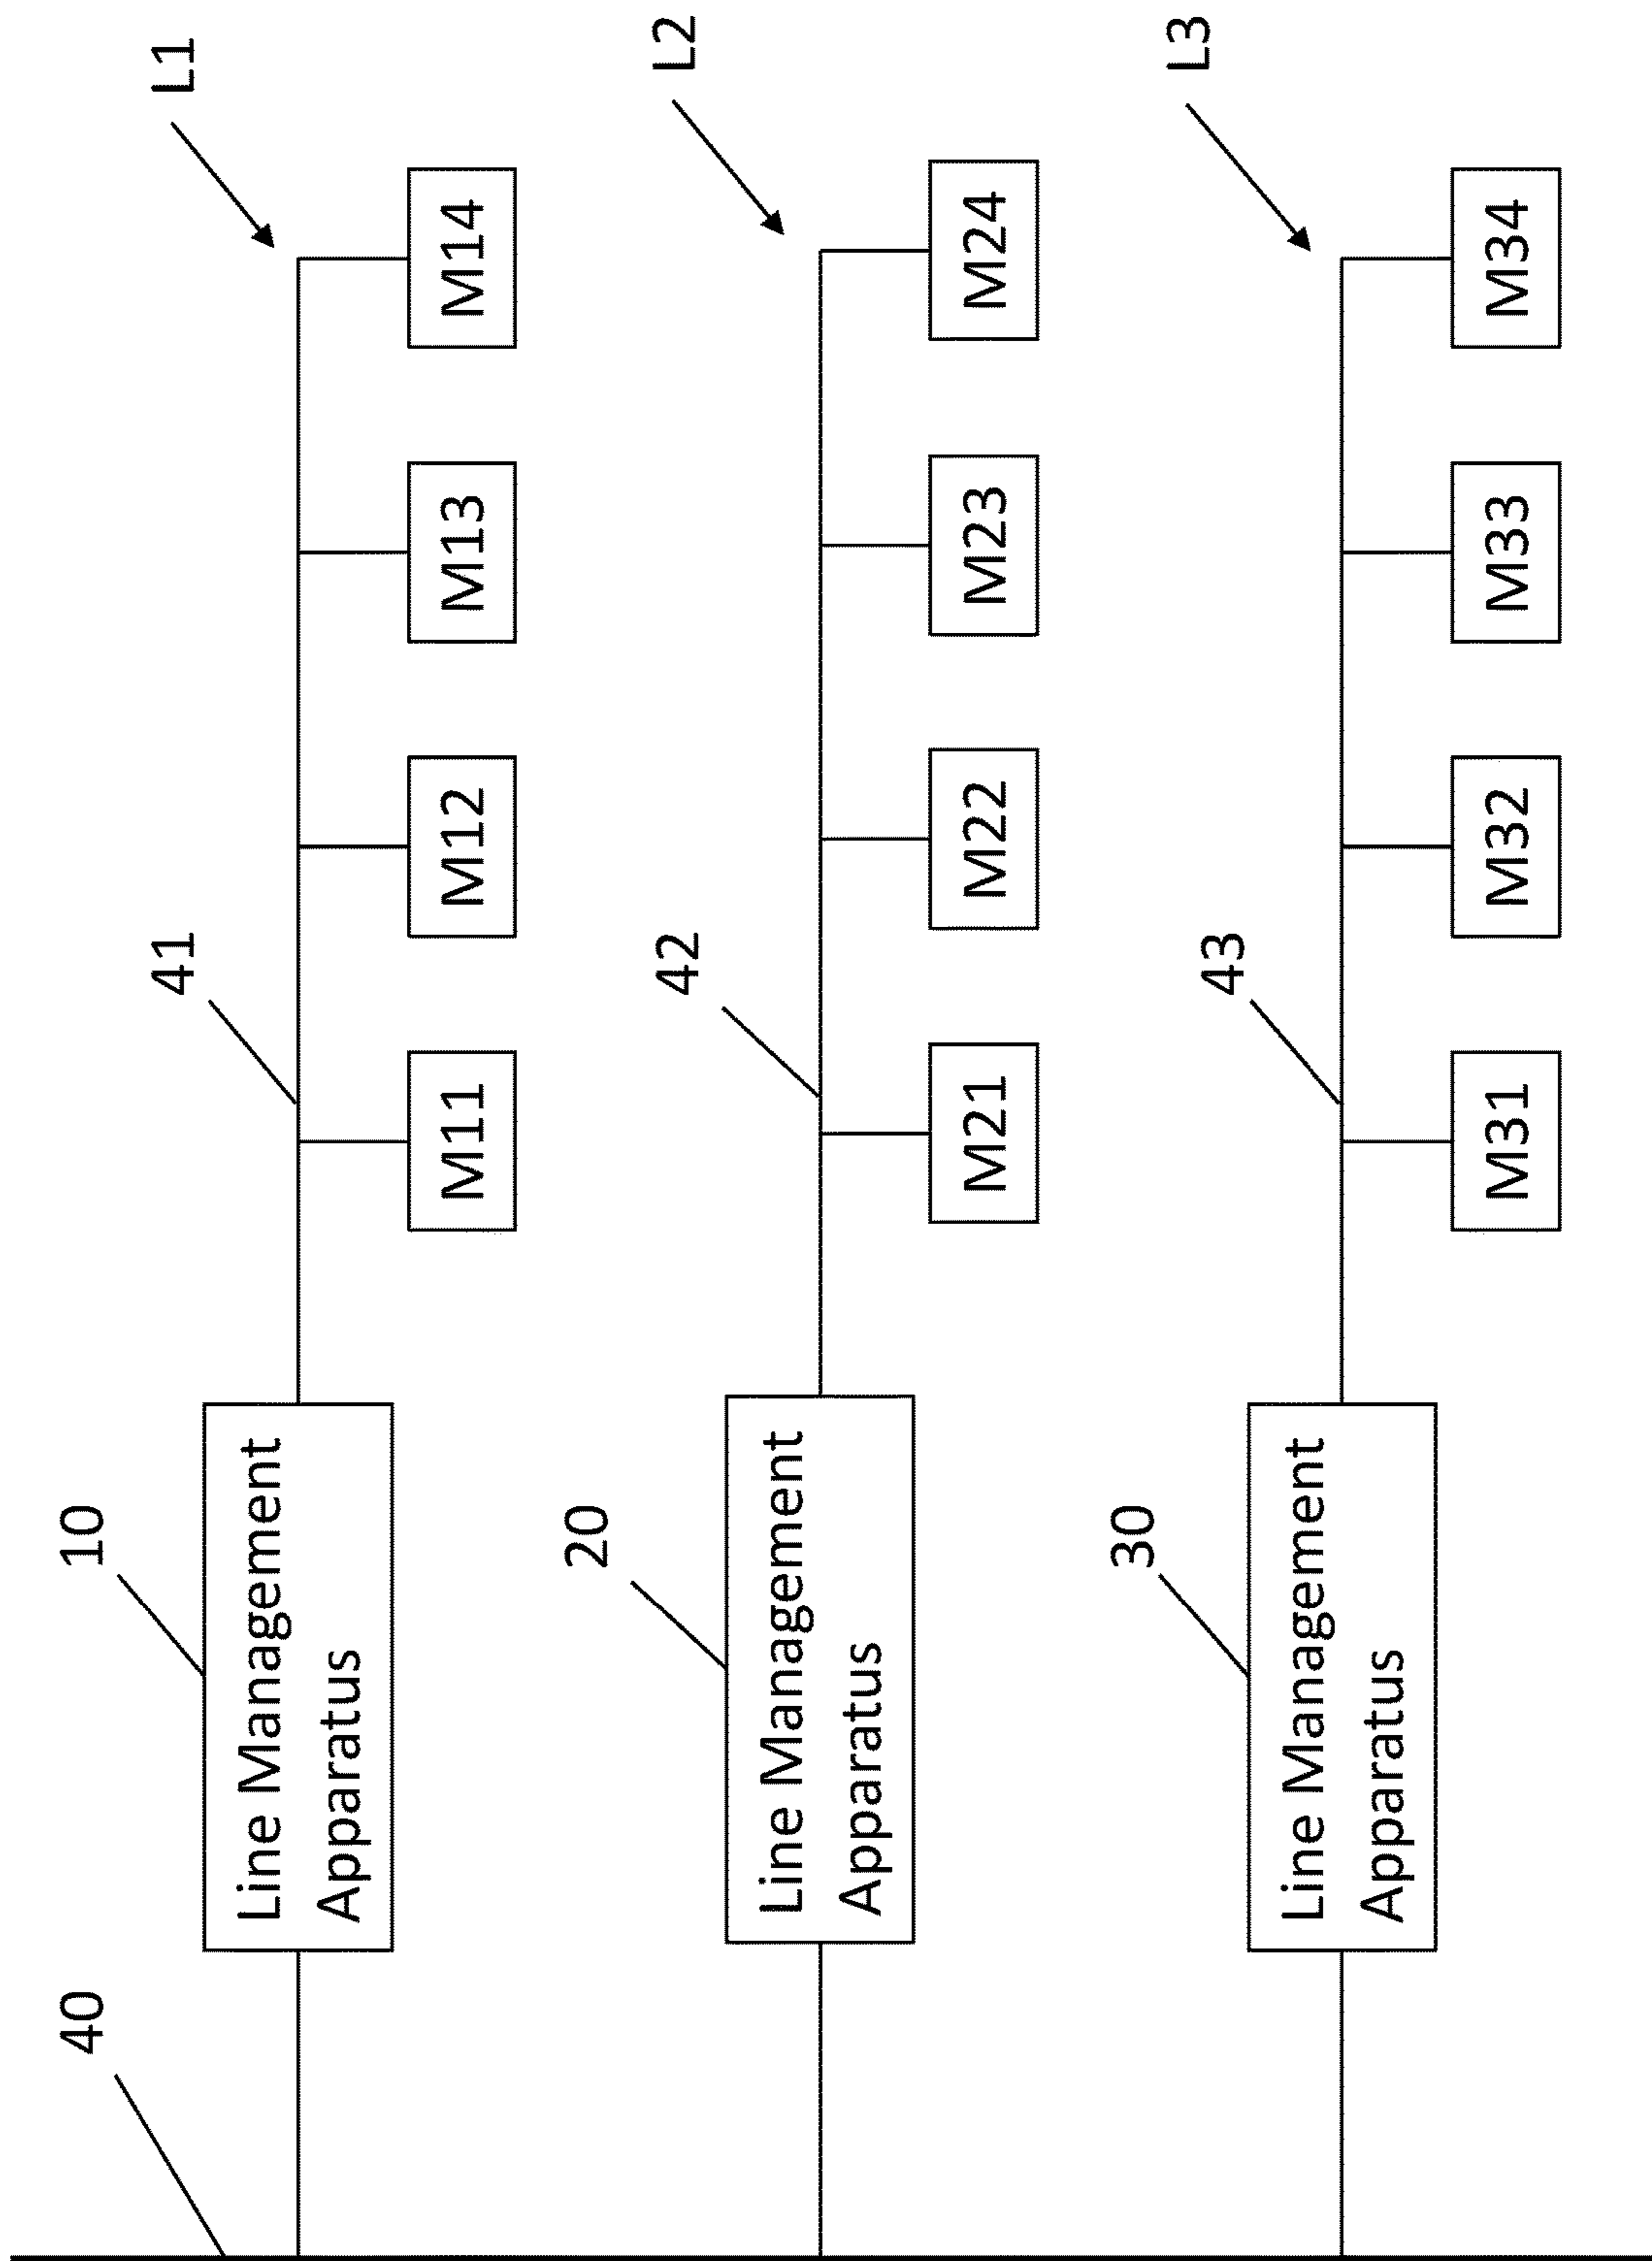 40
10
41
L1
Line Management
Apparatus
M11
M12
M13
M14
20
42
L2
Line Management
Apparatus
M21
M22
M23
M24
30
43
L3
Line Management
Apparatus
M31
M32
M33
M34